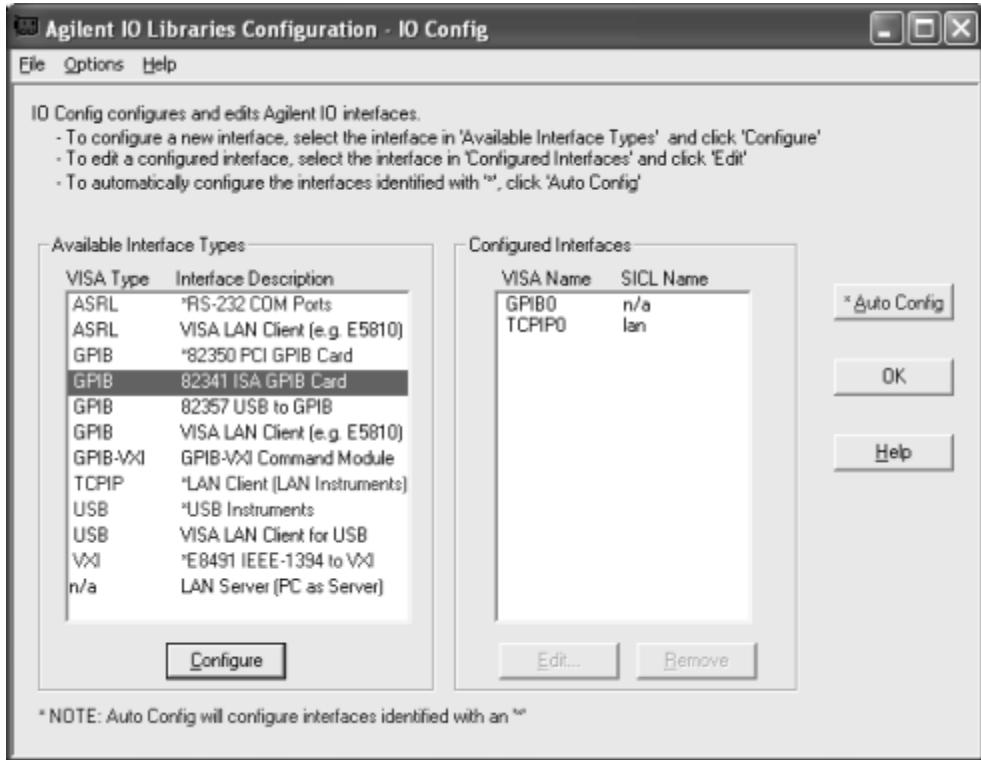 Agilent IO Libraries Configuration - IO Config
File Options Help
IO Config configures and edits Agilent IO interfaces.
- To configure a new interface, select the interface in 'Available Interface Types' and click 'Configure'
- To edit a configured interface, select the interface in 'Configured Interfaces' and click 'Edit'
- To automatically configure the interfaces identified with '*', click 'Auto Config'
Available Interface Types
VISA Type Interface Description
ASRL *RS-232 COM Ports
ASRL VISA LAN Client (e.g. E5810)
GPIB *82350 PCI GPIB Card
GPIB 82341 ISA GPIB Card
GPIB 82357 USB to GPIB
GPIB VISA LAN Client (e.g. E5810)
GPIB-VXI GPIB-VXI Command Module
TCPIP *LAN Client (LAN Instruments)
USB *USB Instruments
USB VISA LAN Client for USB
VXI *E8491 IEEE-1394 to VXI
n/a LAN Server (PC as Server)
Configure
Configured Interfaces
VISA Name SICL Name
GPIB0 n/a
TCPIP0 lan
Edit... Remove
* Auto Config
OK
Help
* NOTE: Auto Config will configure interfaces identified with an '*'